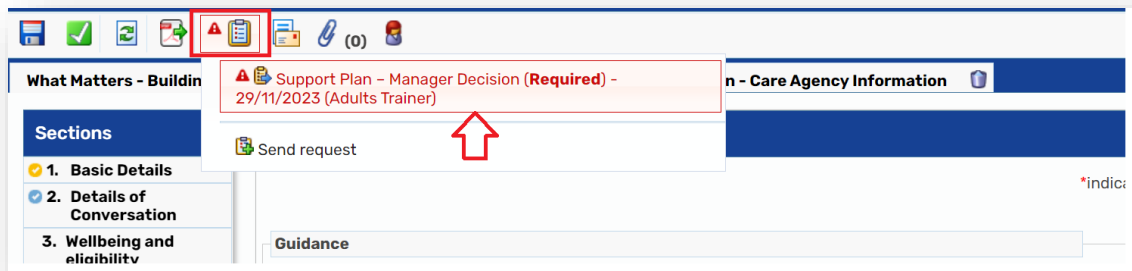 (0)
What Matters - Buildin
n - Care Agency Information
Support Plan – Manager Decision (Required) -
29/11/2023 (Adults Trainer)
Send request
Sections
1. Basic Details
2. Details of
Conversation
3. Wellbeing and
eligibility
*indica
Guidance